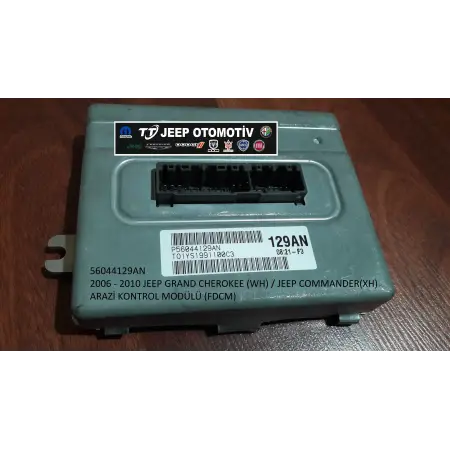 TJ JEEP OTOMOTİV
P56044129AN
T01YS1991100C3
129AN
56044129AN
2006 - 2010 JEEP GRAND CHEROKEE (WH) / JEEP COMMANDER(XH)
ARAZİ KONTROL MODÜLÜ (FDCM)